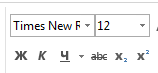 Times New R 12
Ж К Ч abc x₂ x²